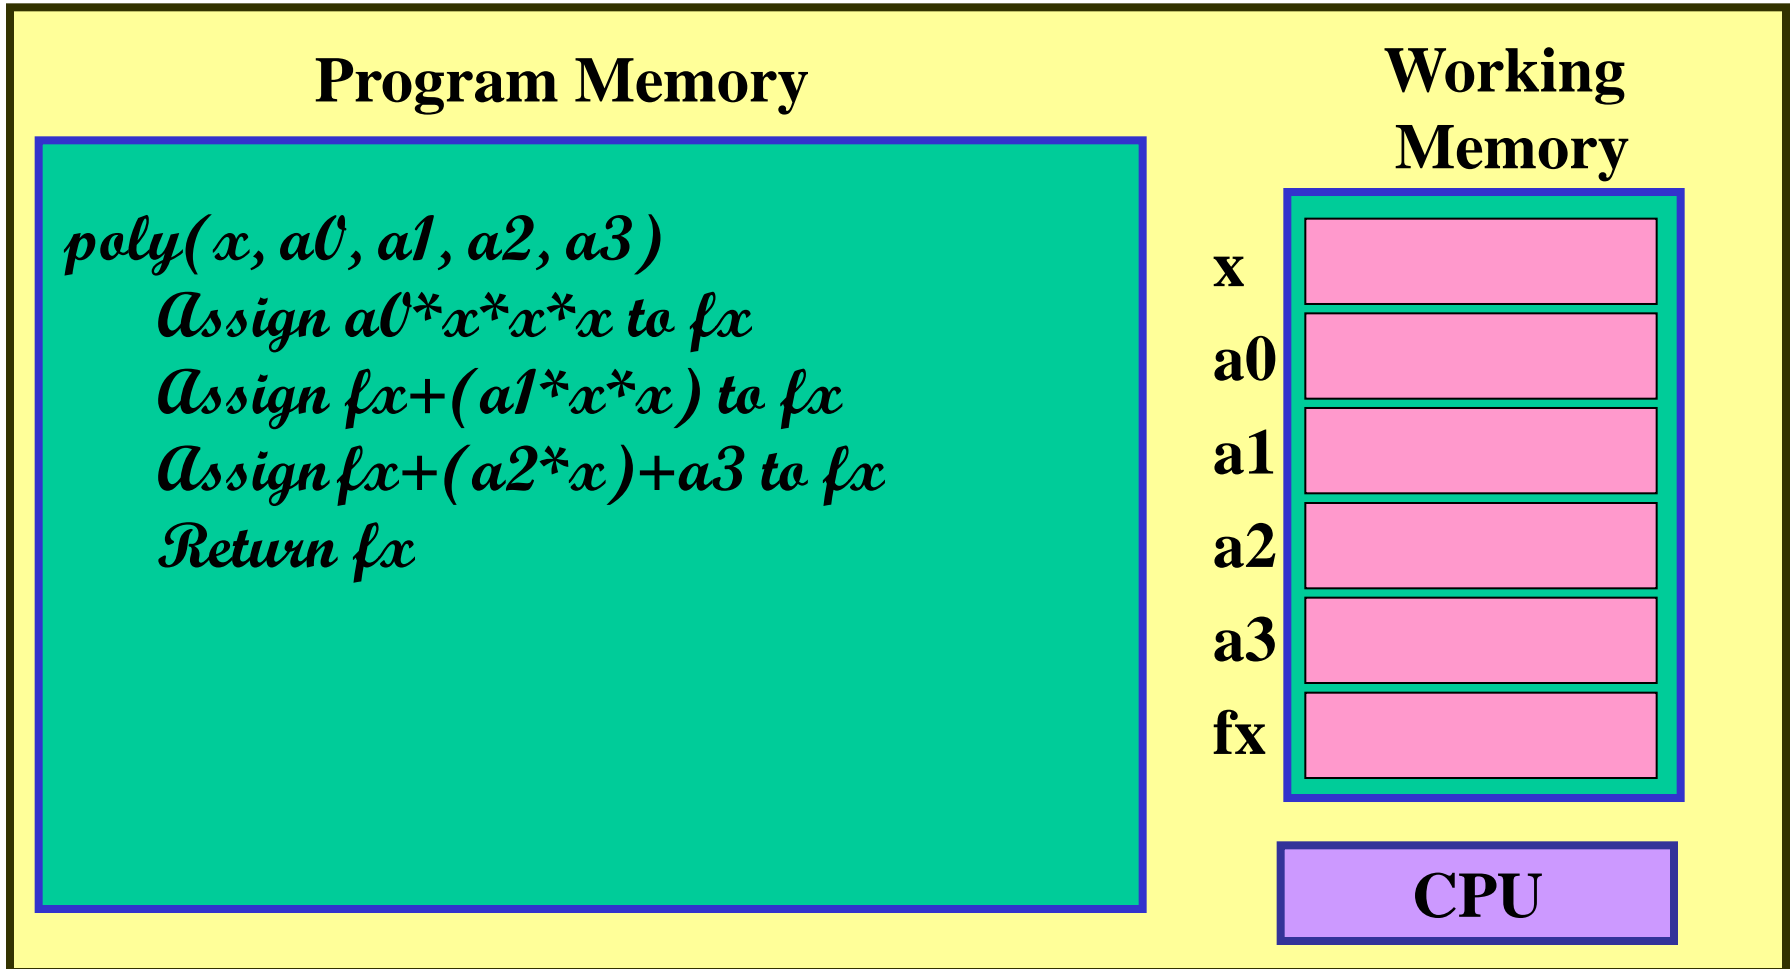 Program Memory
poly(x, a0, a1, a2, a3)
Assign a0*x*x*x to fx
Assign fx+(a1*x*x) to fx
Assign fx+(a2*x)+a3 to fx
Return fx
Working
Memory
x
a0
a1
a2
a3
fx
CPU